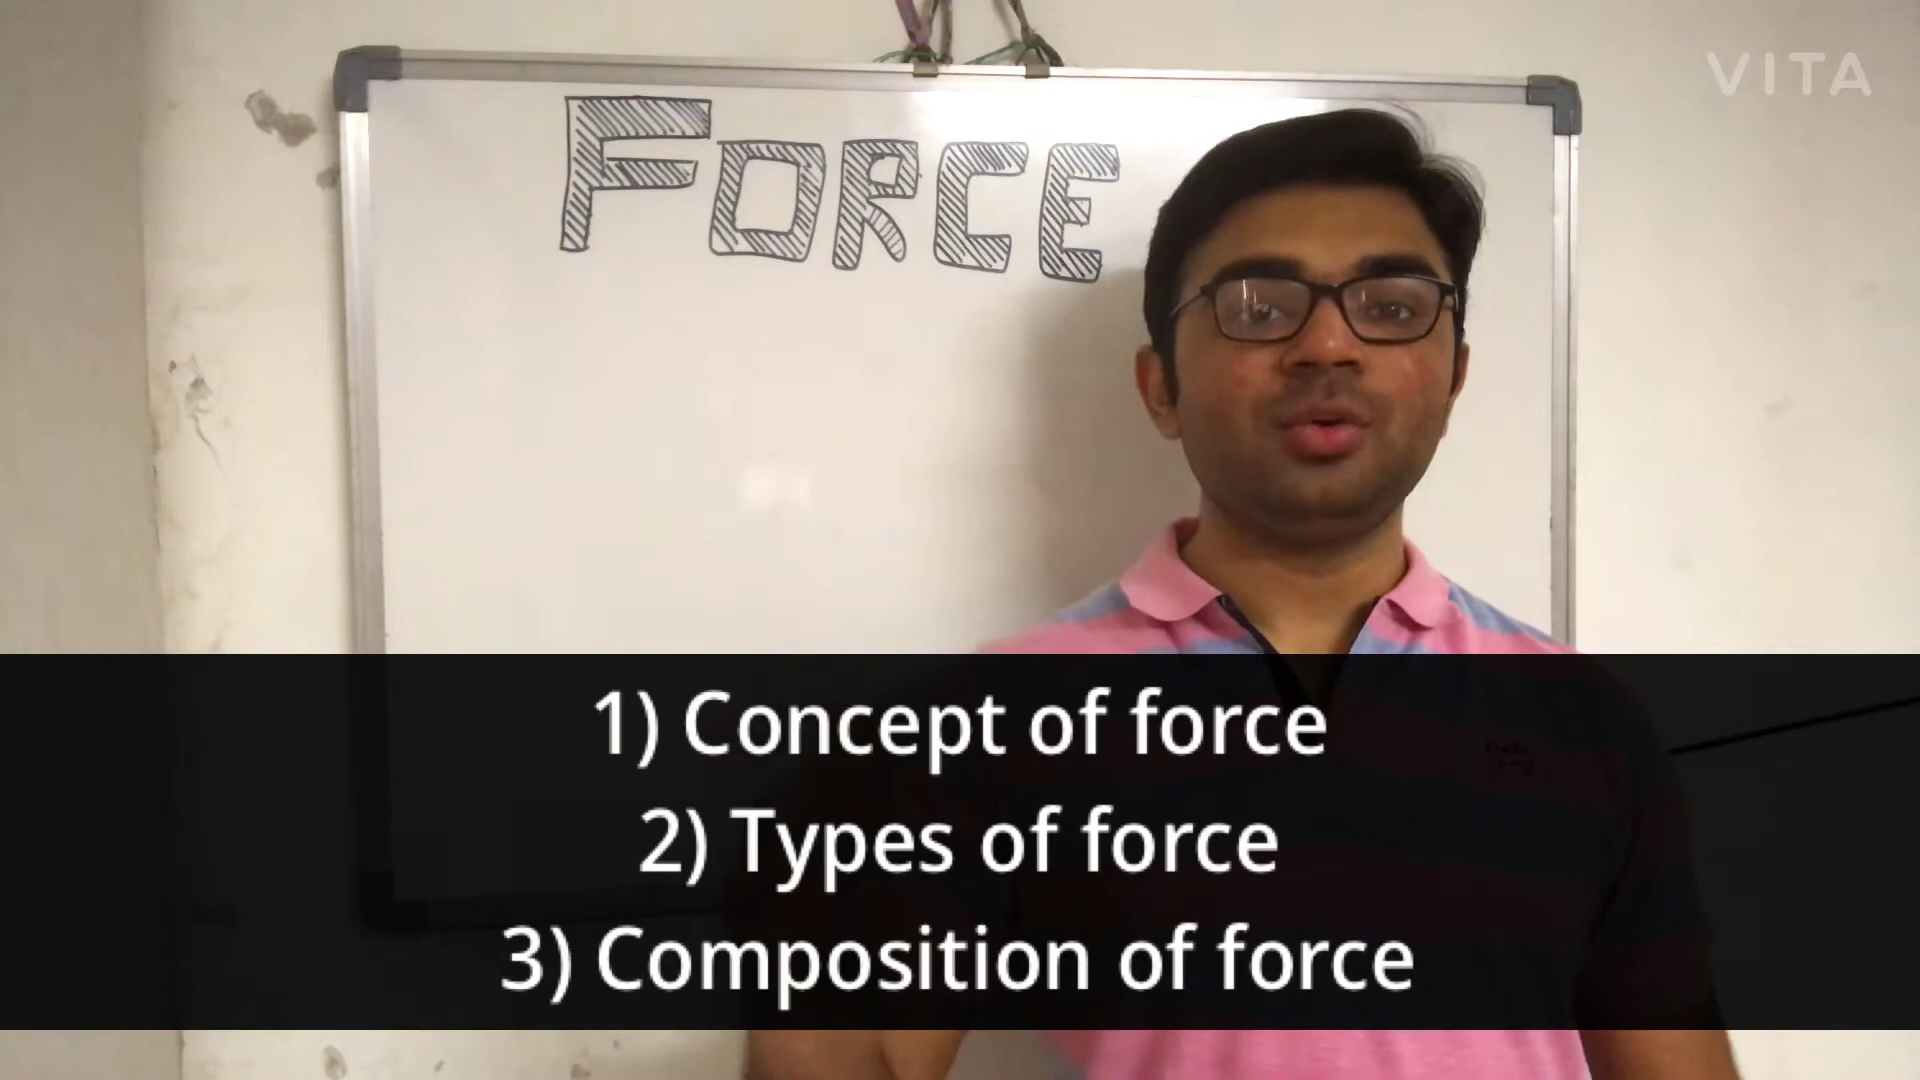 VITA
FORCE
1) Concept of force
2) Types of force
3) Composition of force